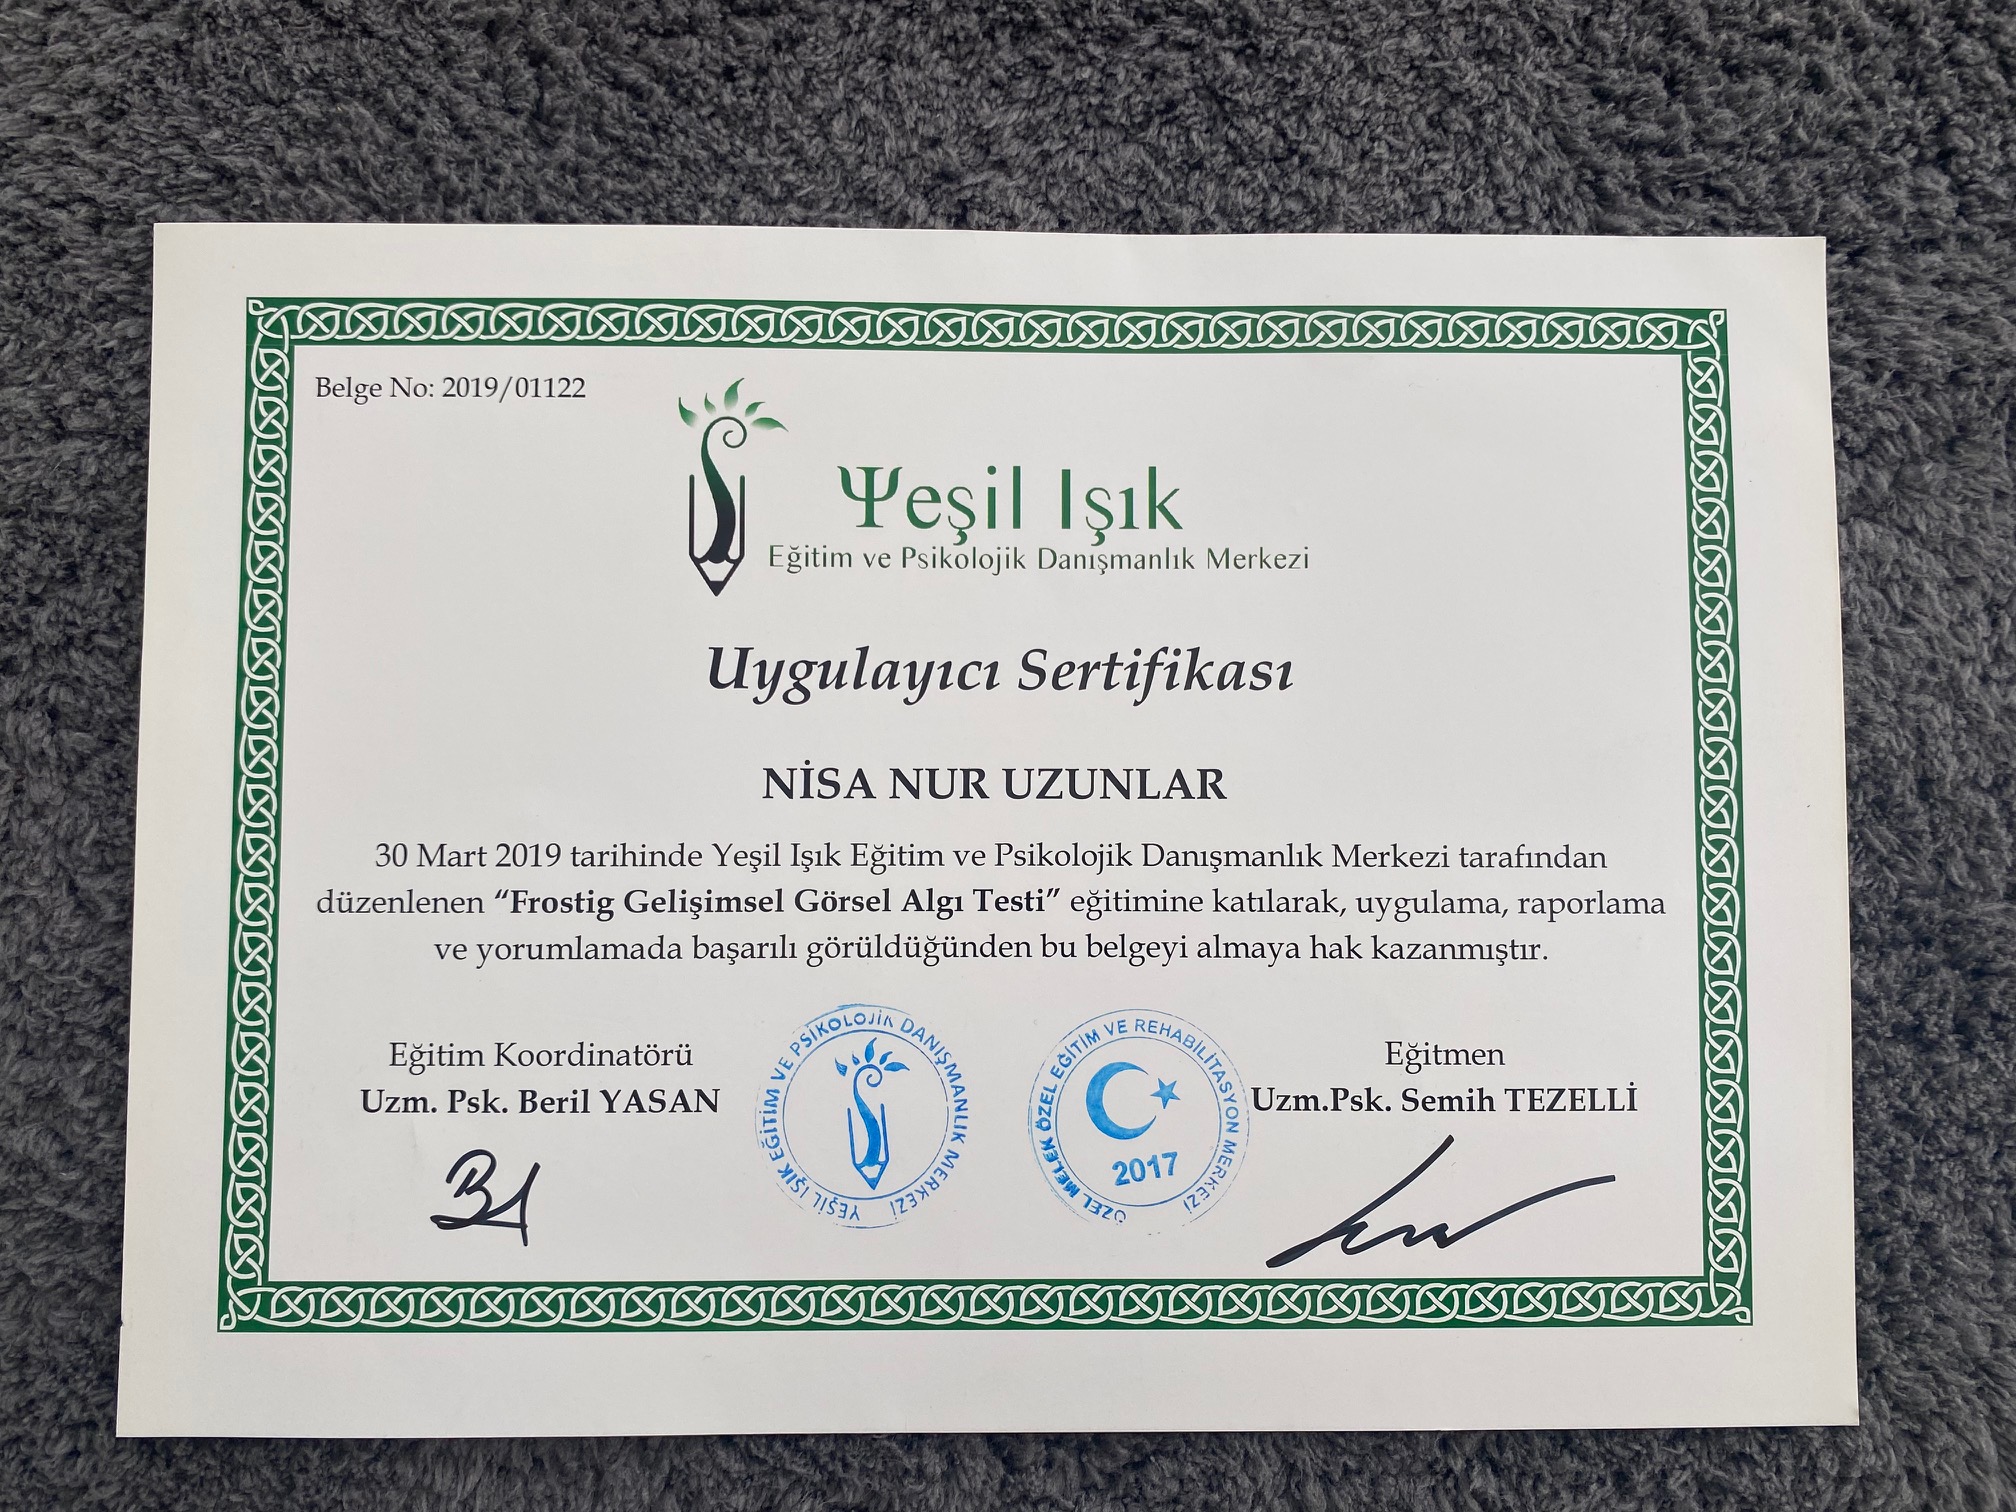 Belge No: 2019/01122
Yeşil Işık
Eğitim ve Psikolojik Danışmanlık Merkezi
Uygulayıcı Sertifikası
NİSA NUR UZUNLAR
30 Mart 2019 tarihinde Yeşil Işık Eğitim ve Psikolojik Danışmanlık Merkezi tarafından
düzenlenen “Frostig Gelişimsel Görsel Algı Testi” eğitimine katılarak, uygulama, raporlama
ve yorumlamada başarılı görüldüğünden bu belgeyi almaya hak kazanmıştır.
Eğitim Koordinatörü
Uzm. Psk. Beril YASAN
YEŞİL IŞIK EĞİTİM VE PSİKOLOJİK DANIŞMANLIK MERKEZİ
ÖZEL MELEK ÖZEL EĞİTİM VE REHABİLİTASYON MERKEZİ
2017
Eğitmen
Uzm.Psk. Semih TEZELLİ